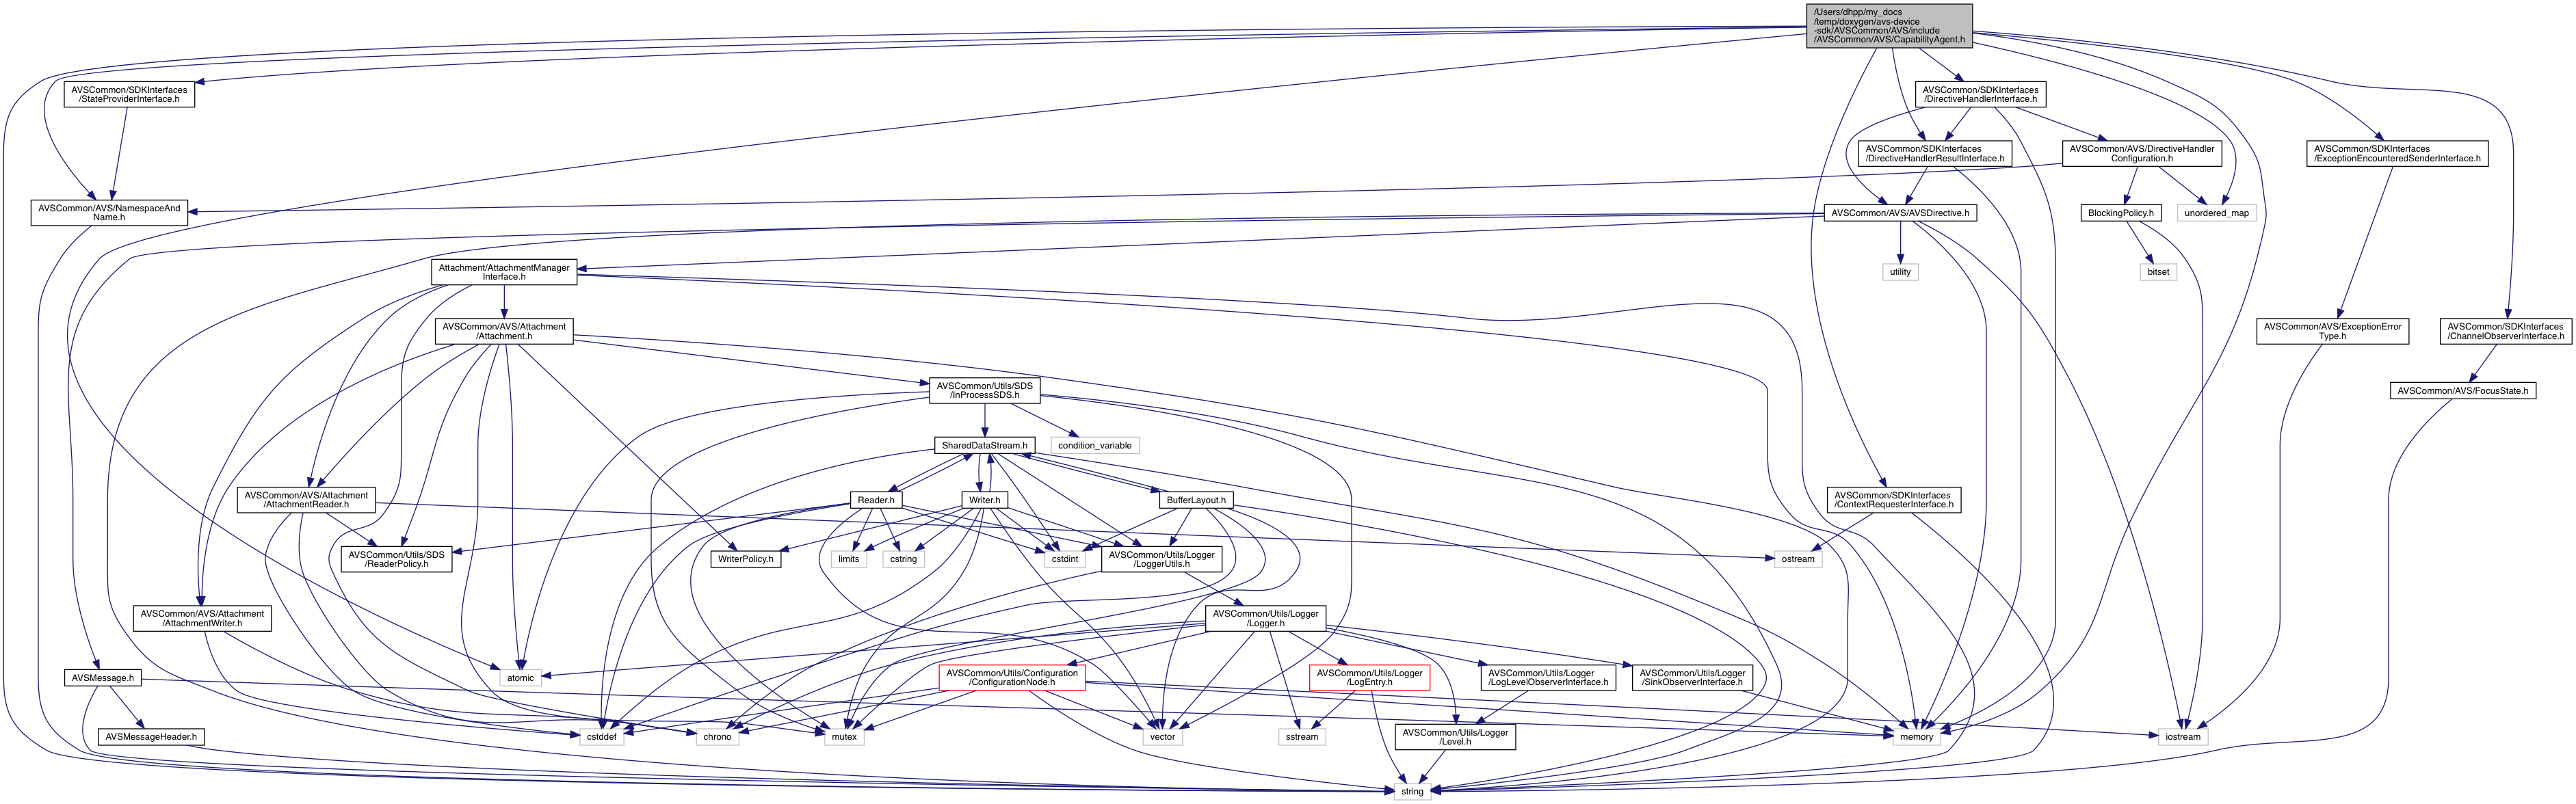 /Users/dhpp/my_docs
/temp/doxygen/avs-device
-sdk/AVSCommon/AVS/include
/AVSCommon/AVS/CapabilityAgent.h
AVSCommon/SDKInterfaces
/StateProviderInterface.h
AVSCommon/SDKInterfaces
/DirectiveHandlerInterface.h
AVSCommon/SDKInterfaces
/DirectiveHandlerResultInterface.h
AVSCommon/AVS/DirectiveHandler
Configuration.h
AVSCommon/SDKInterfaces
/ExceptionEncounteredSenderInterface.h
AVSCommon/AVS/NamespaceAnd
Name.h
AVSCommon/AVS/AVSDirective.h
BlockingPolicy.h
unordered_map
Attachment/AttachmentManager
Interface.h
utility
bitset
AVSCommon/AVS/Attachment
/Attachment.h
AVSCommon/AVS/ExceptionError
Type.h
AVSCommon/SDKInterfaces
/ChannelObserverInterface.h
AVSCommon/Utils/SDS
/InProcessSDS.h
AVSCommon/AVS/FocusState.h
SharedDataStream.h
condition_variable
AVSCommon/AVS/Attachment
/AttachmentReader.h
Reader.h
Writer.h
BufferLayout.h
AVSCommon/SDKInterfaces
/ContextRequesterInterface.h
AVSCommon/Utils/SDS
/ReaderPolicy.h
WriterPolicy.h
limits
cstring
cstdint
AVSCommon/Utils/Logger
/LoggerUtils.h
ostream
AVSCommon/AVS/Attachment
/AttachmentWriter.h
AVSCommon/Utils/Logger
/Logger.h
AVSMessage.h
atomic
AVSCommon/Utils/Configuration
/ConfigurationNode.h
AVSCommon/Utils/Logger
/LogEntry.h
AVSCommon/Utils/Logger
/LogLevelObserverInterface.h
AVSCommon/Utils/Logger
/SinkObserverInterface.h
AVSMessageHeader.h
cstddef
chrono
mutex
vector
sstream
AVSCommon/Utils/Logger
/Level.h
memory
iostream
string